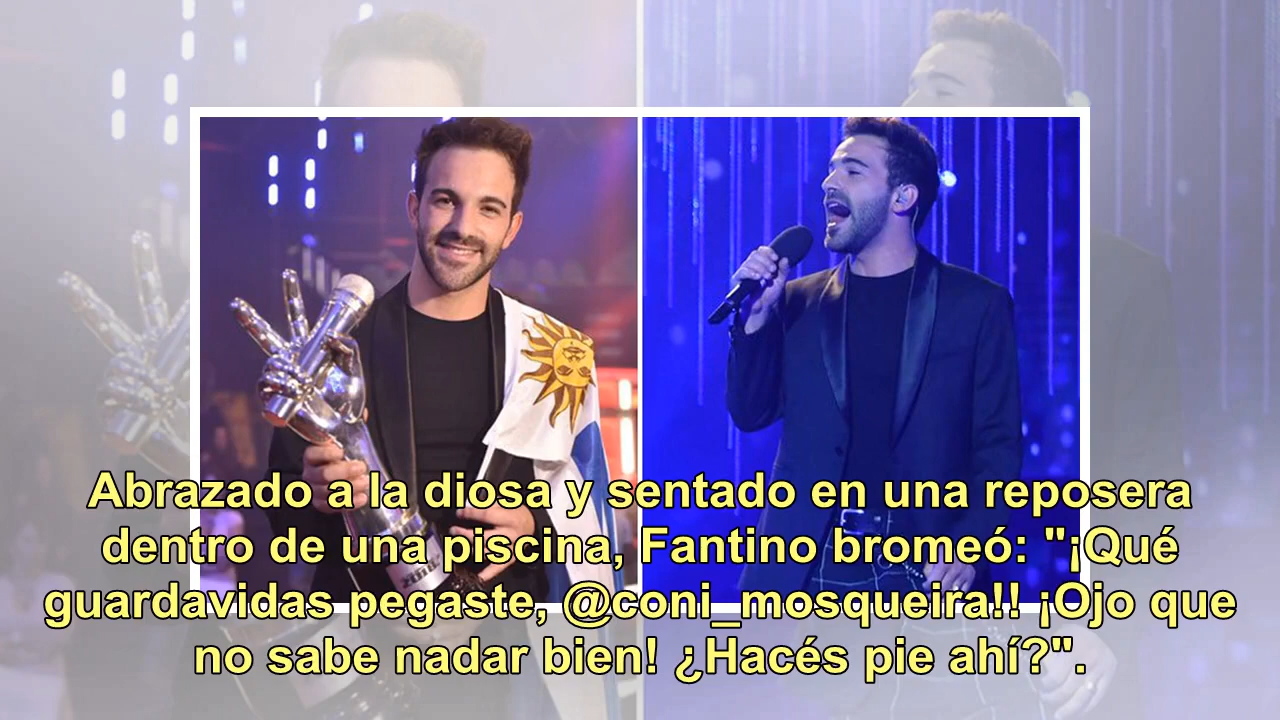 Abrazado a la diosa y sentado en una reposera
dentro de una piscina, Fantino bromeó: "¡Qué
guardavidas pegaste, @coni_mosqueira!! ¡Ojo que
no sabe nadar bien! ¿Hacés pie ahí?".